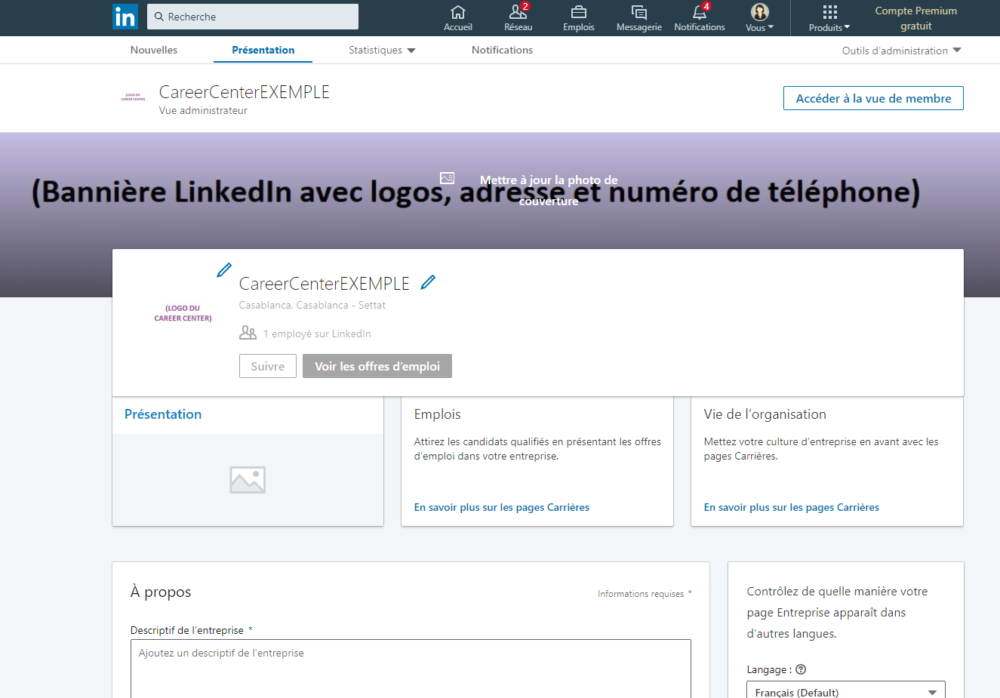 in
Recherche
2
4
Accueil
Réseau
Emplois
Messagerie
Notifications
Vous
Produits
Compte Premium
gratuit
Nouvelles
Présentation
Statistiques
Notifications
Outils d'administration
(LOGO DU
CAREER CENTER)
CareerCenterEXEMPLE
Vue administrateur
Accéder à la vue de membre
(Bannière LinkedIn avec logos, adresse et numéro de téléphone)
Mettre à jour la photo de
couverture
(LOGO DU
CAREER CENTER)
CareerCenterEXEMPLE
Casablanca, Casablanca - Settat
1 employé sur LinkedIn
Suivre
Voir les offres d'emploi
Présentation
Emplois
Attirez les candidats qualifiés en présentant les offres
d'emploi dans votre entreprise.
En savoir plus sur les pages Carrières
Vie de l'organisation
Mettez votre culture d'entreprise en avant avec les
pages Carrières.
En savoir plus sur les pages Carrières
À propos
Informations requises *
Descriptif de l'entreprise *
Ajoutez un descriptif de l'entreprise
Contrôlez de quelle manière votre
page Entreprise apparaît dans
d'autres langues.
Langage : ?
Français (Default)